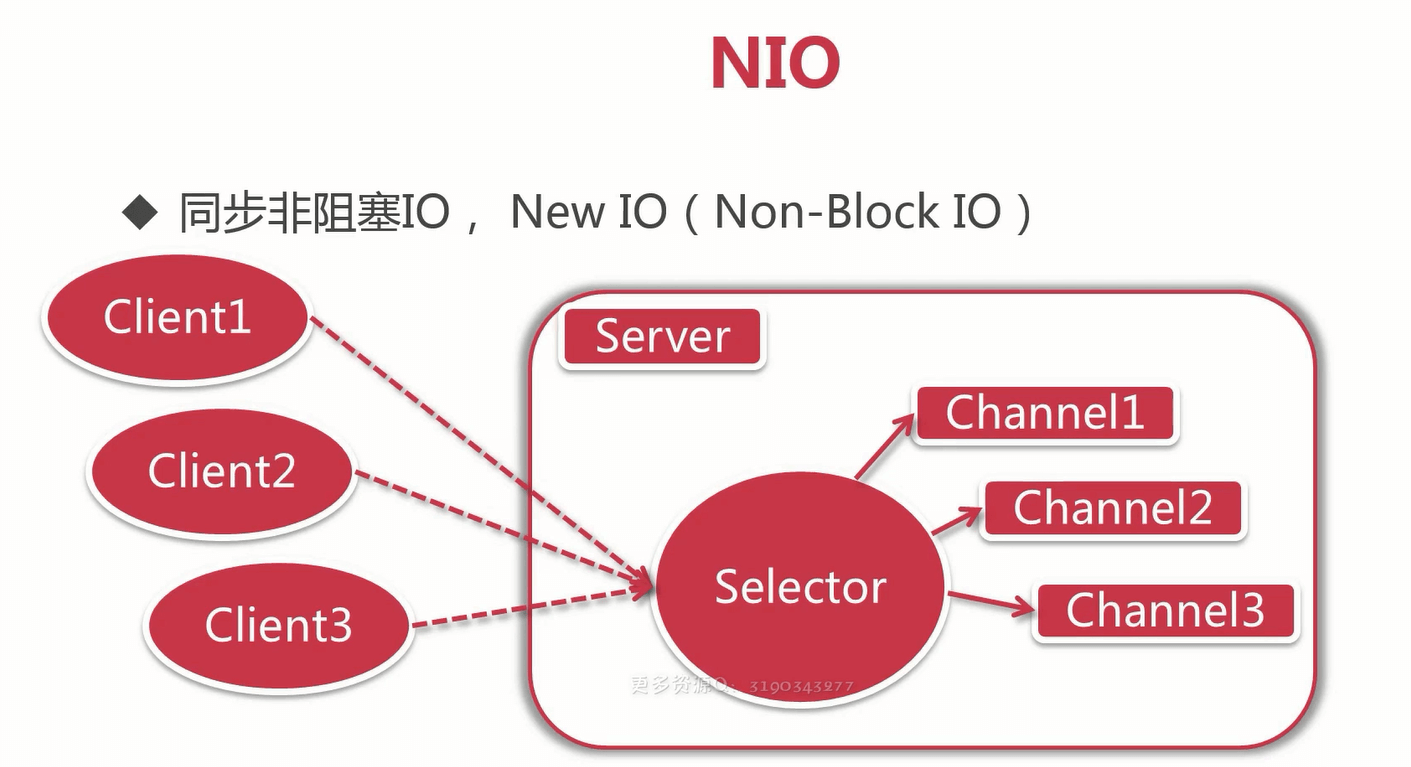 NIO
◆ 同步非阻塞IO， New IO（Non-Block IO）
Client1
Server
Channel1
Client2
Channel2
Selector
Client3
Channel3
更多资源Q：3190343277